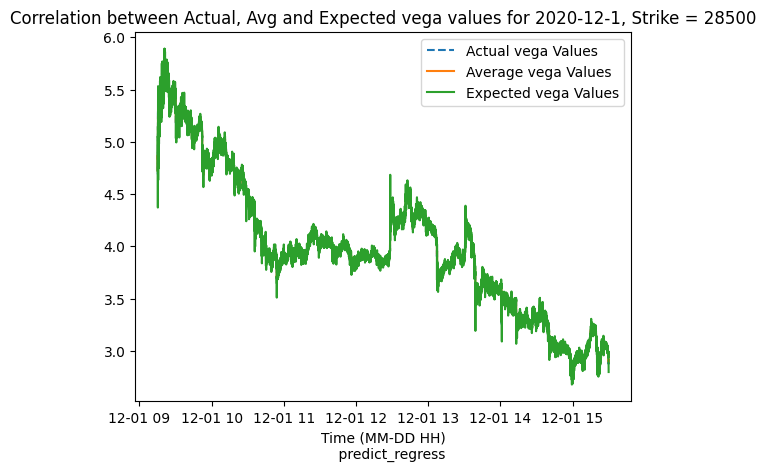 Correlation between Actual, Avg and Expected vega values for 2020-12-1, Strike = 28500
6.0
5.5
5.0
4.5
4.0
3.5
3.0
Actual vega Values
Average vega Values
Expected vega Values
12-01 09 12-01 10 12-01 11 12-01 12 12-01 13 12-01 14 12-01 15
Time (MM-DD HH)
predict_regress